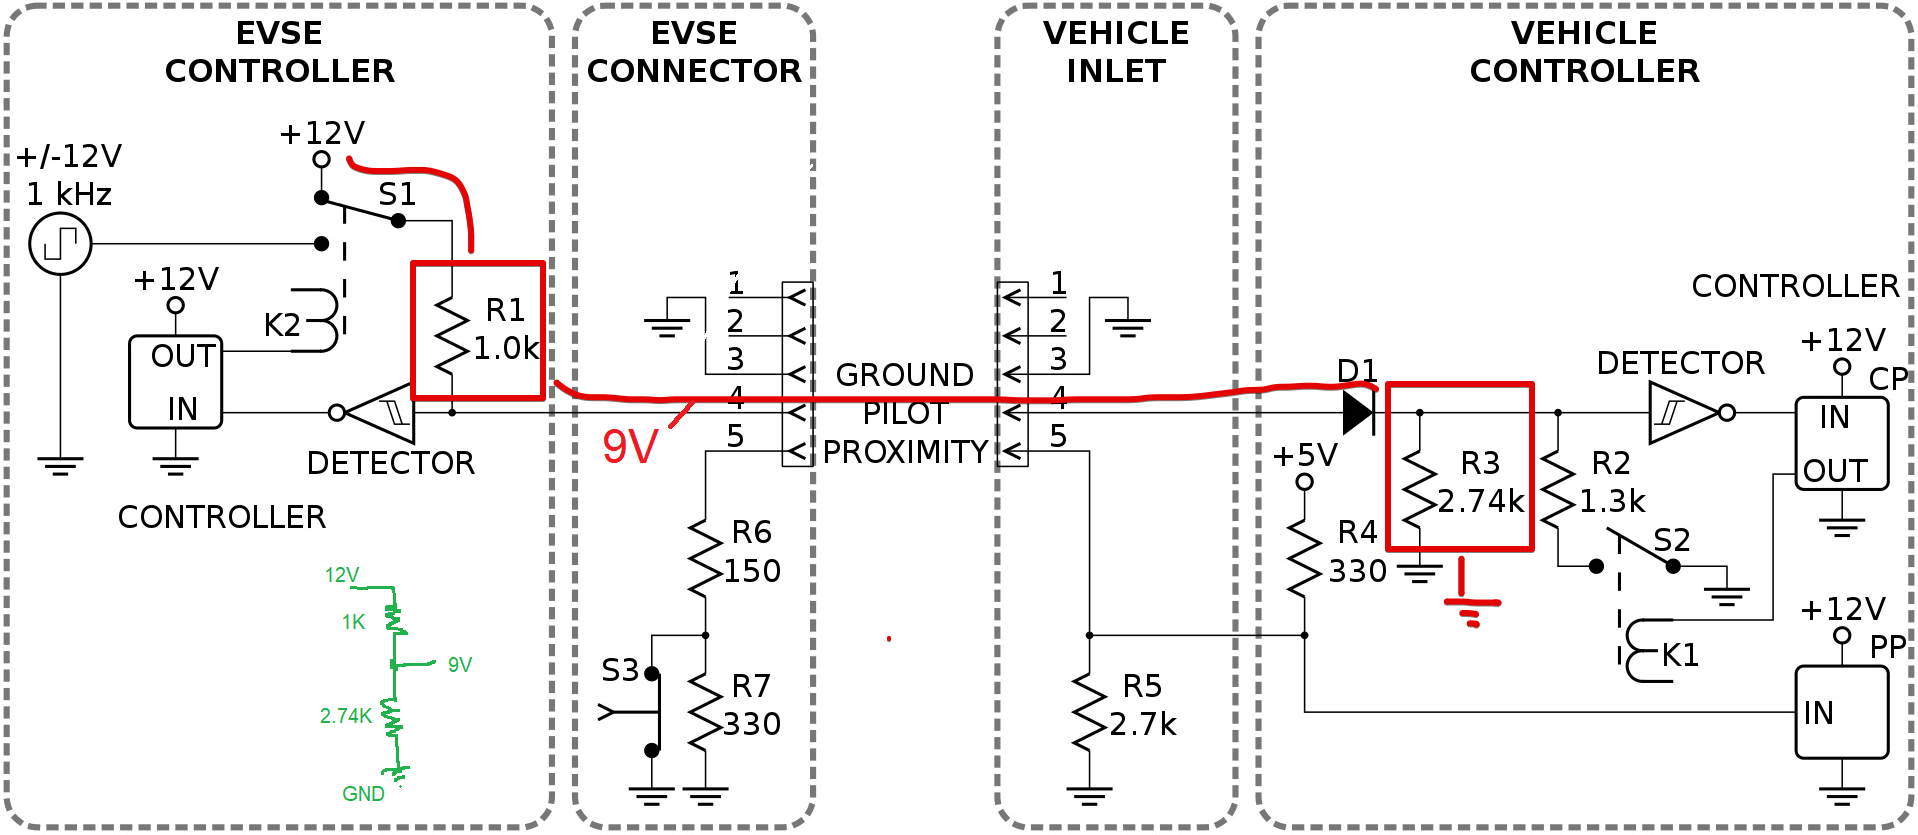 EVSE
CONTROLLER
EVSE
CONNECTOR
VEHICLE
INLET
VEHICLE
CONTROLLER
+12V
+/-12V
1 kHz
S1
+12V
K2
R1
1.0k
OUT
IN
DETECTOR
CONTROLLER
1
2
3
4
5
GROUND
PILOT
PROXIMITY
1
2
3
4
5
9V
R6
150
S3
R7
330
R5
2.7k
D1
+5V
R4
330
R3
2.74k
R2
1.3k
DETECTOR
CONTROLLER
+12V
CP
IN
OUT
S2
K1
+12V
PP
IN
12V
1K
9V
2.74K
GND